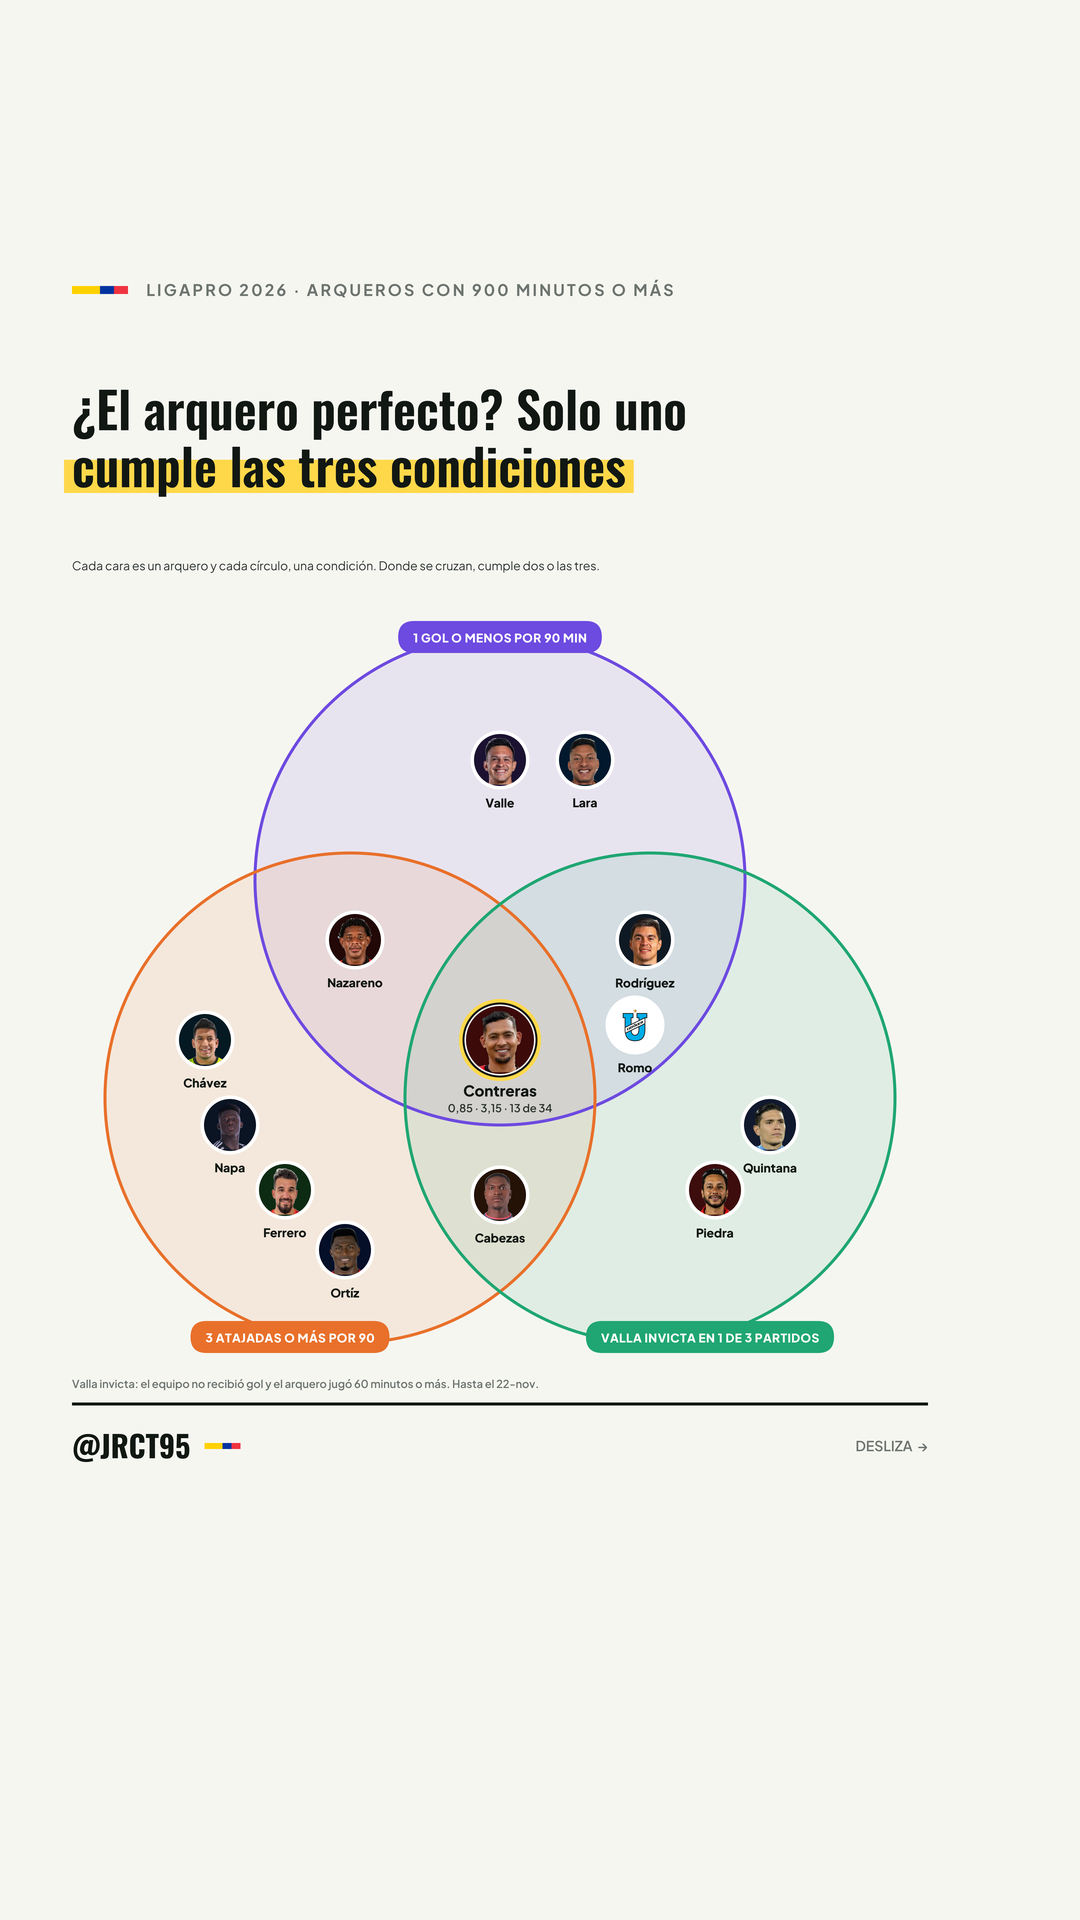 LIGAPRO 2026 · ARQUEROS CON 900 MINUTOS O MÁS
¿El arquero perfecto? Solo uno
cumple las tres condiciones
Cada cara es un arquero y cada círculo, una condición. Donde se cruzan, cumple dos o las tres.
1 GOL O MENOS POR 90 MIN
Valle
Lara
Nazareno
Rodríguez
Romo
Contreras
0,85 · 3,15 · 13 de 34
Chávez
Napa
Ferrero
Ortíz
Cabezas
Quintana
Piedra
3 ATAJADAS O MÁS POR 90
VALLA INVICTA EN 1 DE 3 PARTIDOS
Valla invicta: el equipo no recibió gol y el arquero jugó 60 minutos o más. Hasta el 22-nov.
@JRCT95
DESLIZA →